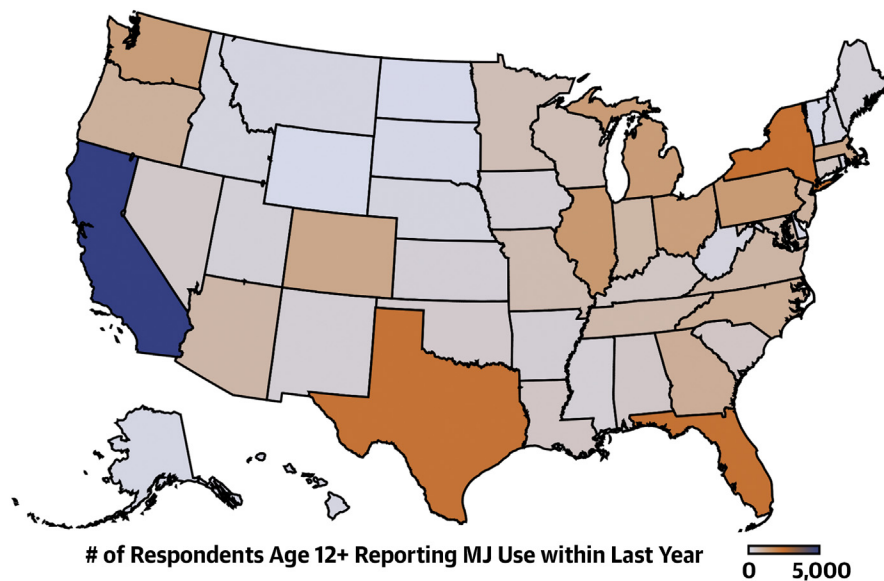 # of Respondents Age 12+ Reporting MJ Use within Last Year
0 5,000